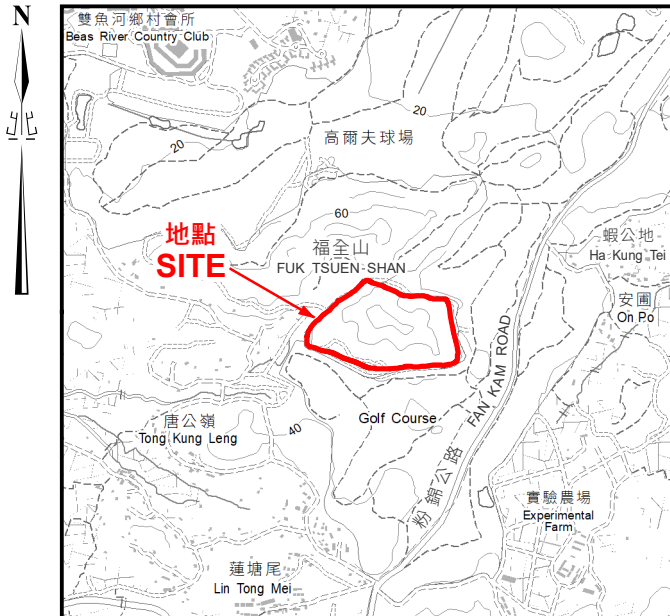 N
北
雙魚河鄉村會所
Beas River Country Club
20
20
高爾夫球場
60
地點
SITE
福全山
FUK TSUEN SHAN
蝦公地
Ha Kung Tei
安圃
On Po
FAN KAM ROAD
粉錦公路
唐公嶺
Tong Kung Leng
40
Golf Course
實驗農場
Experimental
Farm
蓮塘尾
Lin Tong Mei